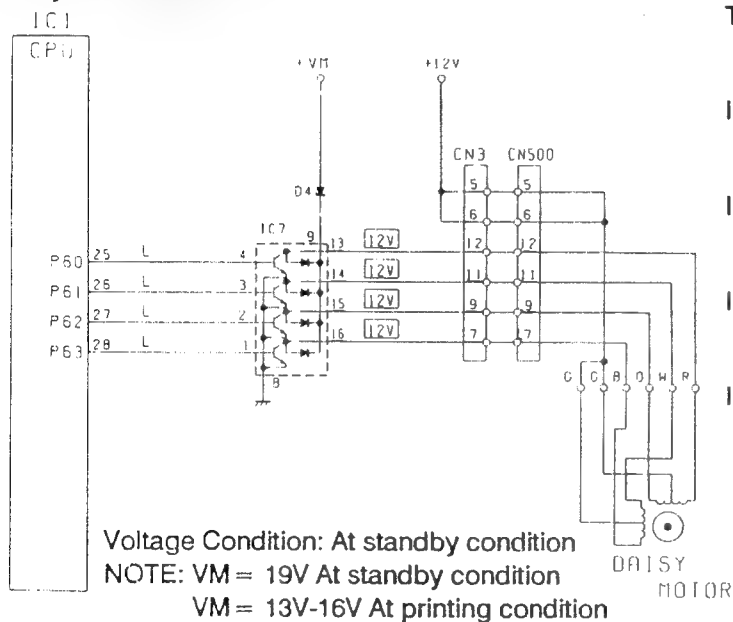 IC1
CPU
+VM
+12V
CN3 CN500
5 5
D4
6 6
IC7
9 13 12V 12 12
P60 25 L 4
14 12V 11 11
P61 26 L 3
15 12V 9 9
P62 27 L 2
16 12V 7 7
P63 28 L 1
8
G G B O W R
Voltage Condition: At standby condition
NOTE: VM = 19V At standby condition
VM = 13V-16V At printing condition
DAISY
MOTOR